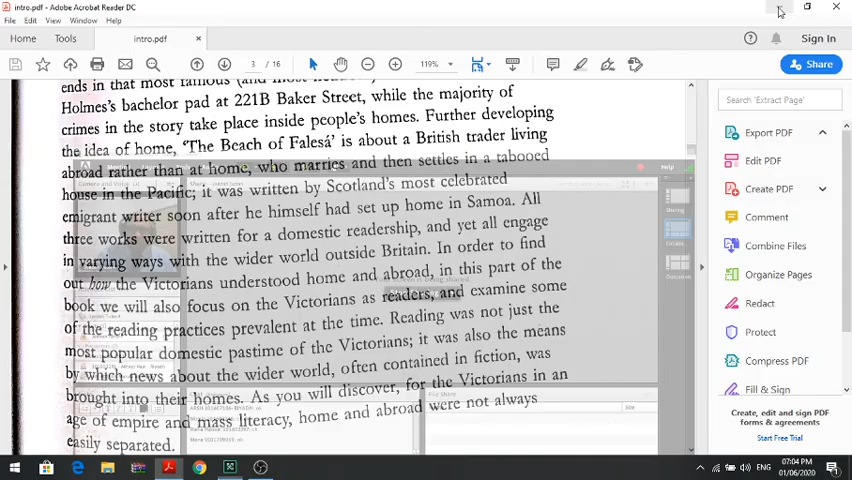 intro.pdf - Adobe Acrobat Reader DC
File Edit View Window Help
Home Tools intro.pdf × Sign In
3 / 16 119% Share
ends in that most famous (and most
Holmes's bachelor pad at 221B Baker Street, while the majority of
crimes in the story take place inside people's homes. Further developing
the idea of home, 'The Beach of Falesá' is about a British trader living
abroad rather than at home, who marries and then settles in a tabooed
house in the Pacific; it was written by Scotland's most celebrated
emigrant writer soon after he himself had set up home in Samoa. All
three works were written for a domestic readership, and yet all engage
in varying ways with the wider world outside Britain. In order to find
out how the Victorians understood home and abroad, in this part of the
book we will also focus on the Victorians as readers, and examine some
of the reading practices prevalent at the time. Reading was not just the
most popular domestic pastime of the Victorians; it was also the means
by which news about the wider world, often contained in fiction, was
brought into their homes. As you will discover, for the Victorians in an
age of empire and mass literacy, home and abroad were not always
easily separated.
Help
Sharing
Discussion
File Share
Size
Search 'Extract Page'
Export PDF
Edit PDF
Create PDF
Comment
Combine Files
Organize Pages
Redact
Protect
Compress PDF
Fill & Sign
Create, edit and sign PDF
forms & agreements
Start Free Trial
ENG
07:04 PM
01/06/2020